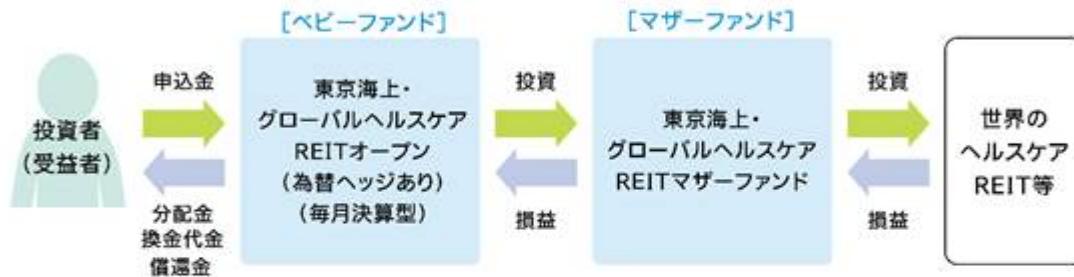 [ベビーファンド]
[マザーファンド]
投資者
(受益者)
申込金
分配金
換金代金
償還金
東京海上・
グローバルヘルスケア
REITオープン
(為替ヘッジあり)
(毎月決算型)
投資
損益
東京海上・
グローバルヘルスケア
REITマザーファンド
投資
損益
世界の
ヘルスケア
REIT等